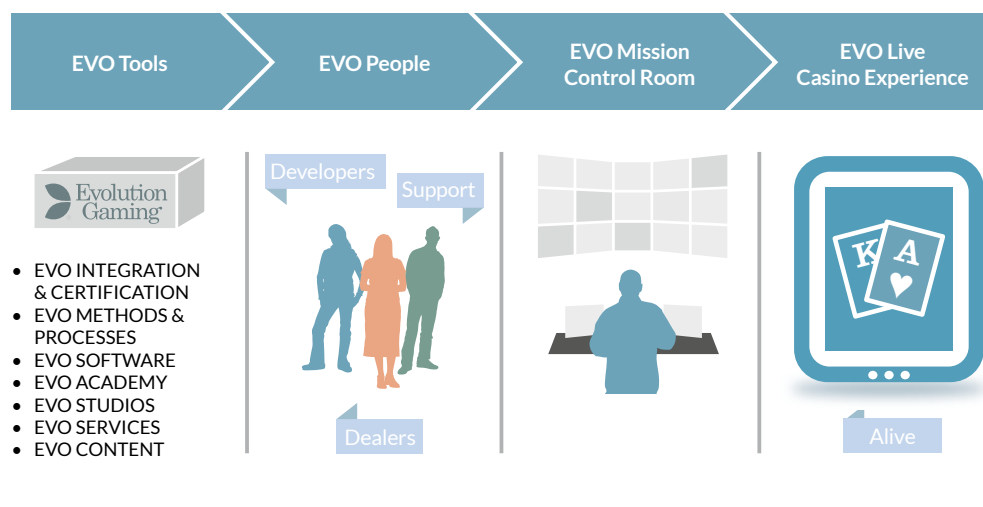 EVO Tools
EVO People
EVO Mission
Control Room
EVO Live
Casino Experience
Evolution
Gaming
• EVO INTEGRATION
& CERTIFICATION
• EVO METHODS &
PROCESSES
• EVO SOFTWARE
• EVO ACADEMY
• EVO STUDIOS
• EVO SERVICES
• EVO CONTENT
Developers
Support
Dealers
K
A
Alive